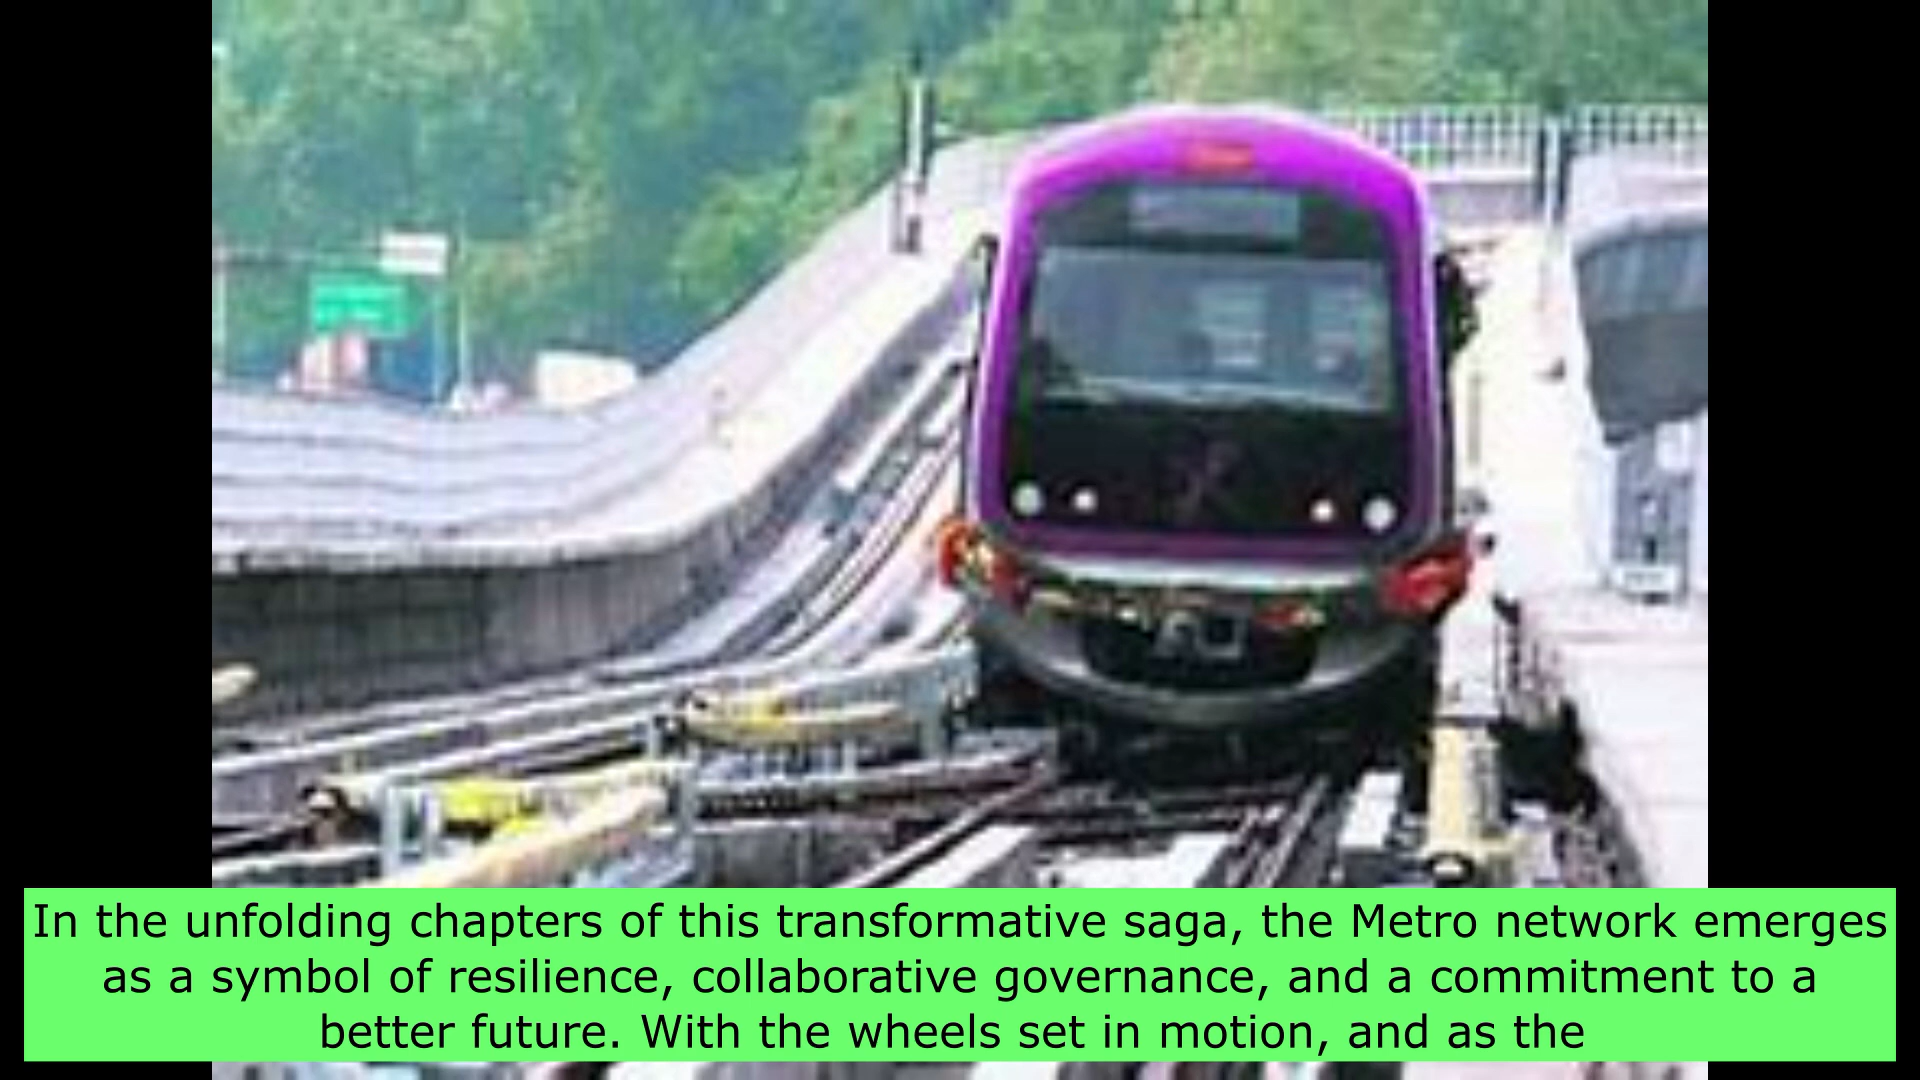 In the unfolding chapters of this transformative saga, the Metro network emerges
as a symbol of resilience, collaborative governance, and a commitment to a
better future. With the wheels set in motion, and as the